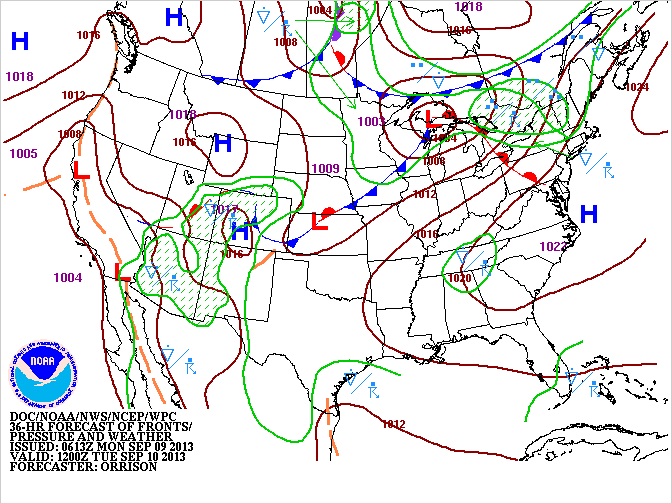 1004
1018
H
1016
H
1008
1016
1018
1012
1018
1003
L
1024
1008
1016
H
1004
1005
1008
L
1009
1012
1017
H
L
H
1016
1016
1022
1004
L
1020
NOAA
DOC/NOAA/NWS/NCEP/WPC
36-HR FORECAST OF FRONTS/
PRESSURE AND WEATHER
ISSUED: 0613Z MON SEP 09 2013
VALID: 1200Z TUE SEP 10 2013
FORECASTER: ORRISON
1012